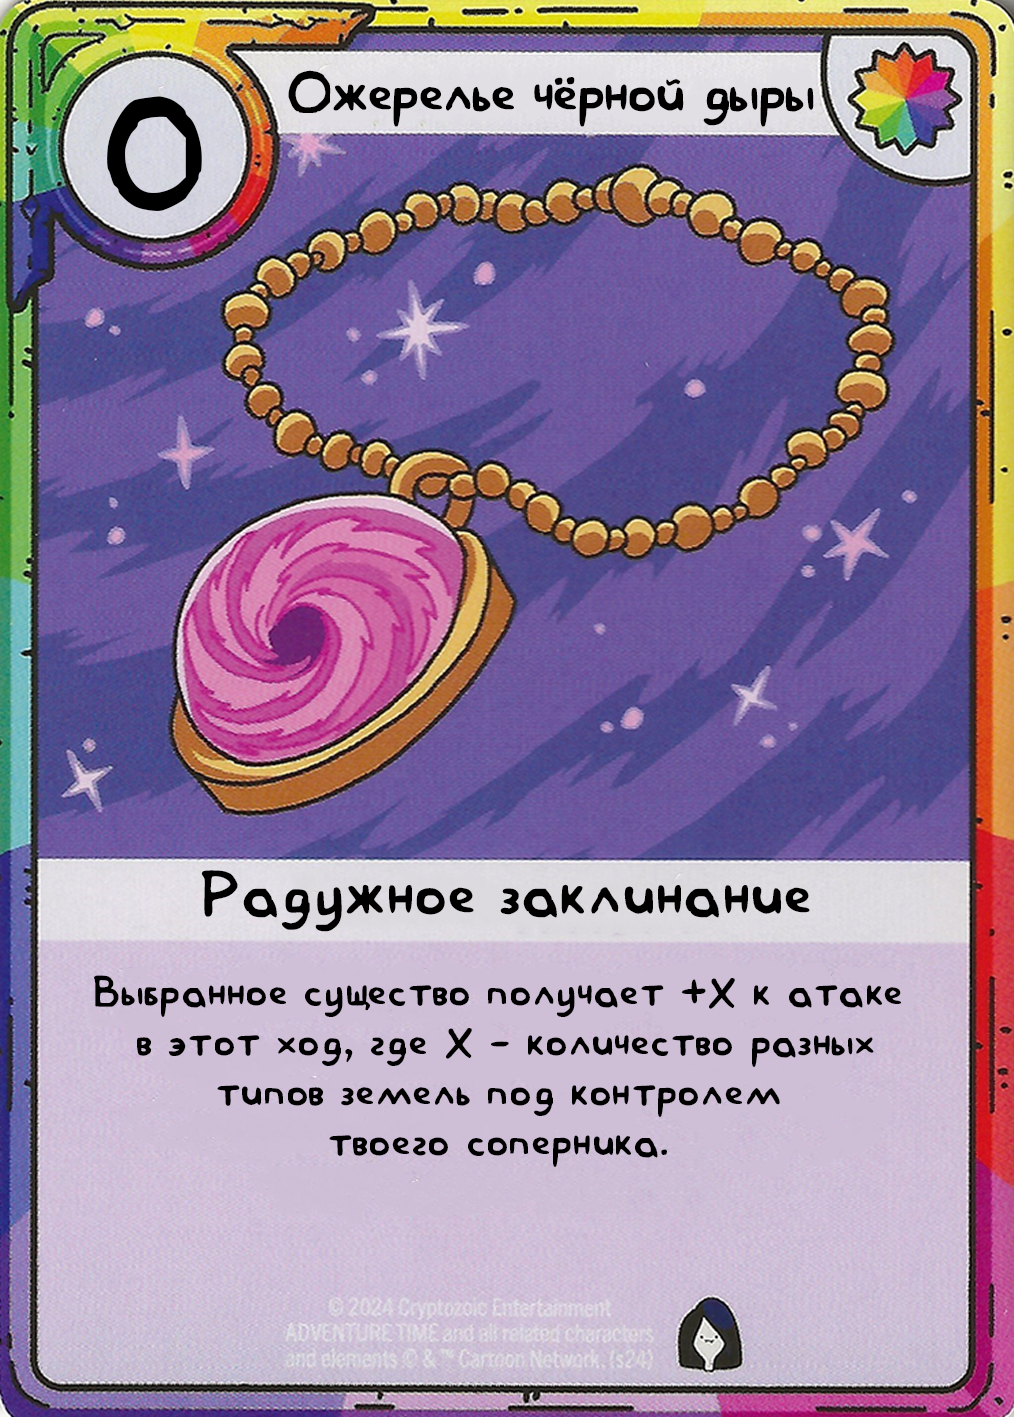 0
Ожерелье чёрной дыры
Радужное заклинание
Выбранное существо получает +X к атаке
в этот ход, где X - количество разных
типов земель под контролем
твоего соперника.
© 2024 Cryptozoic Entertainment
ADVENTURE TIME and all related characters
and elements © & ™ Cartoon Network. (s24)